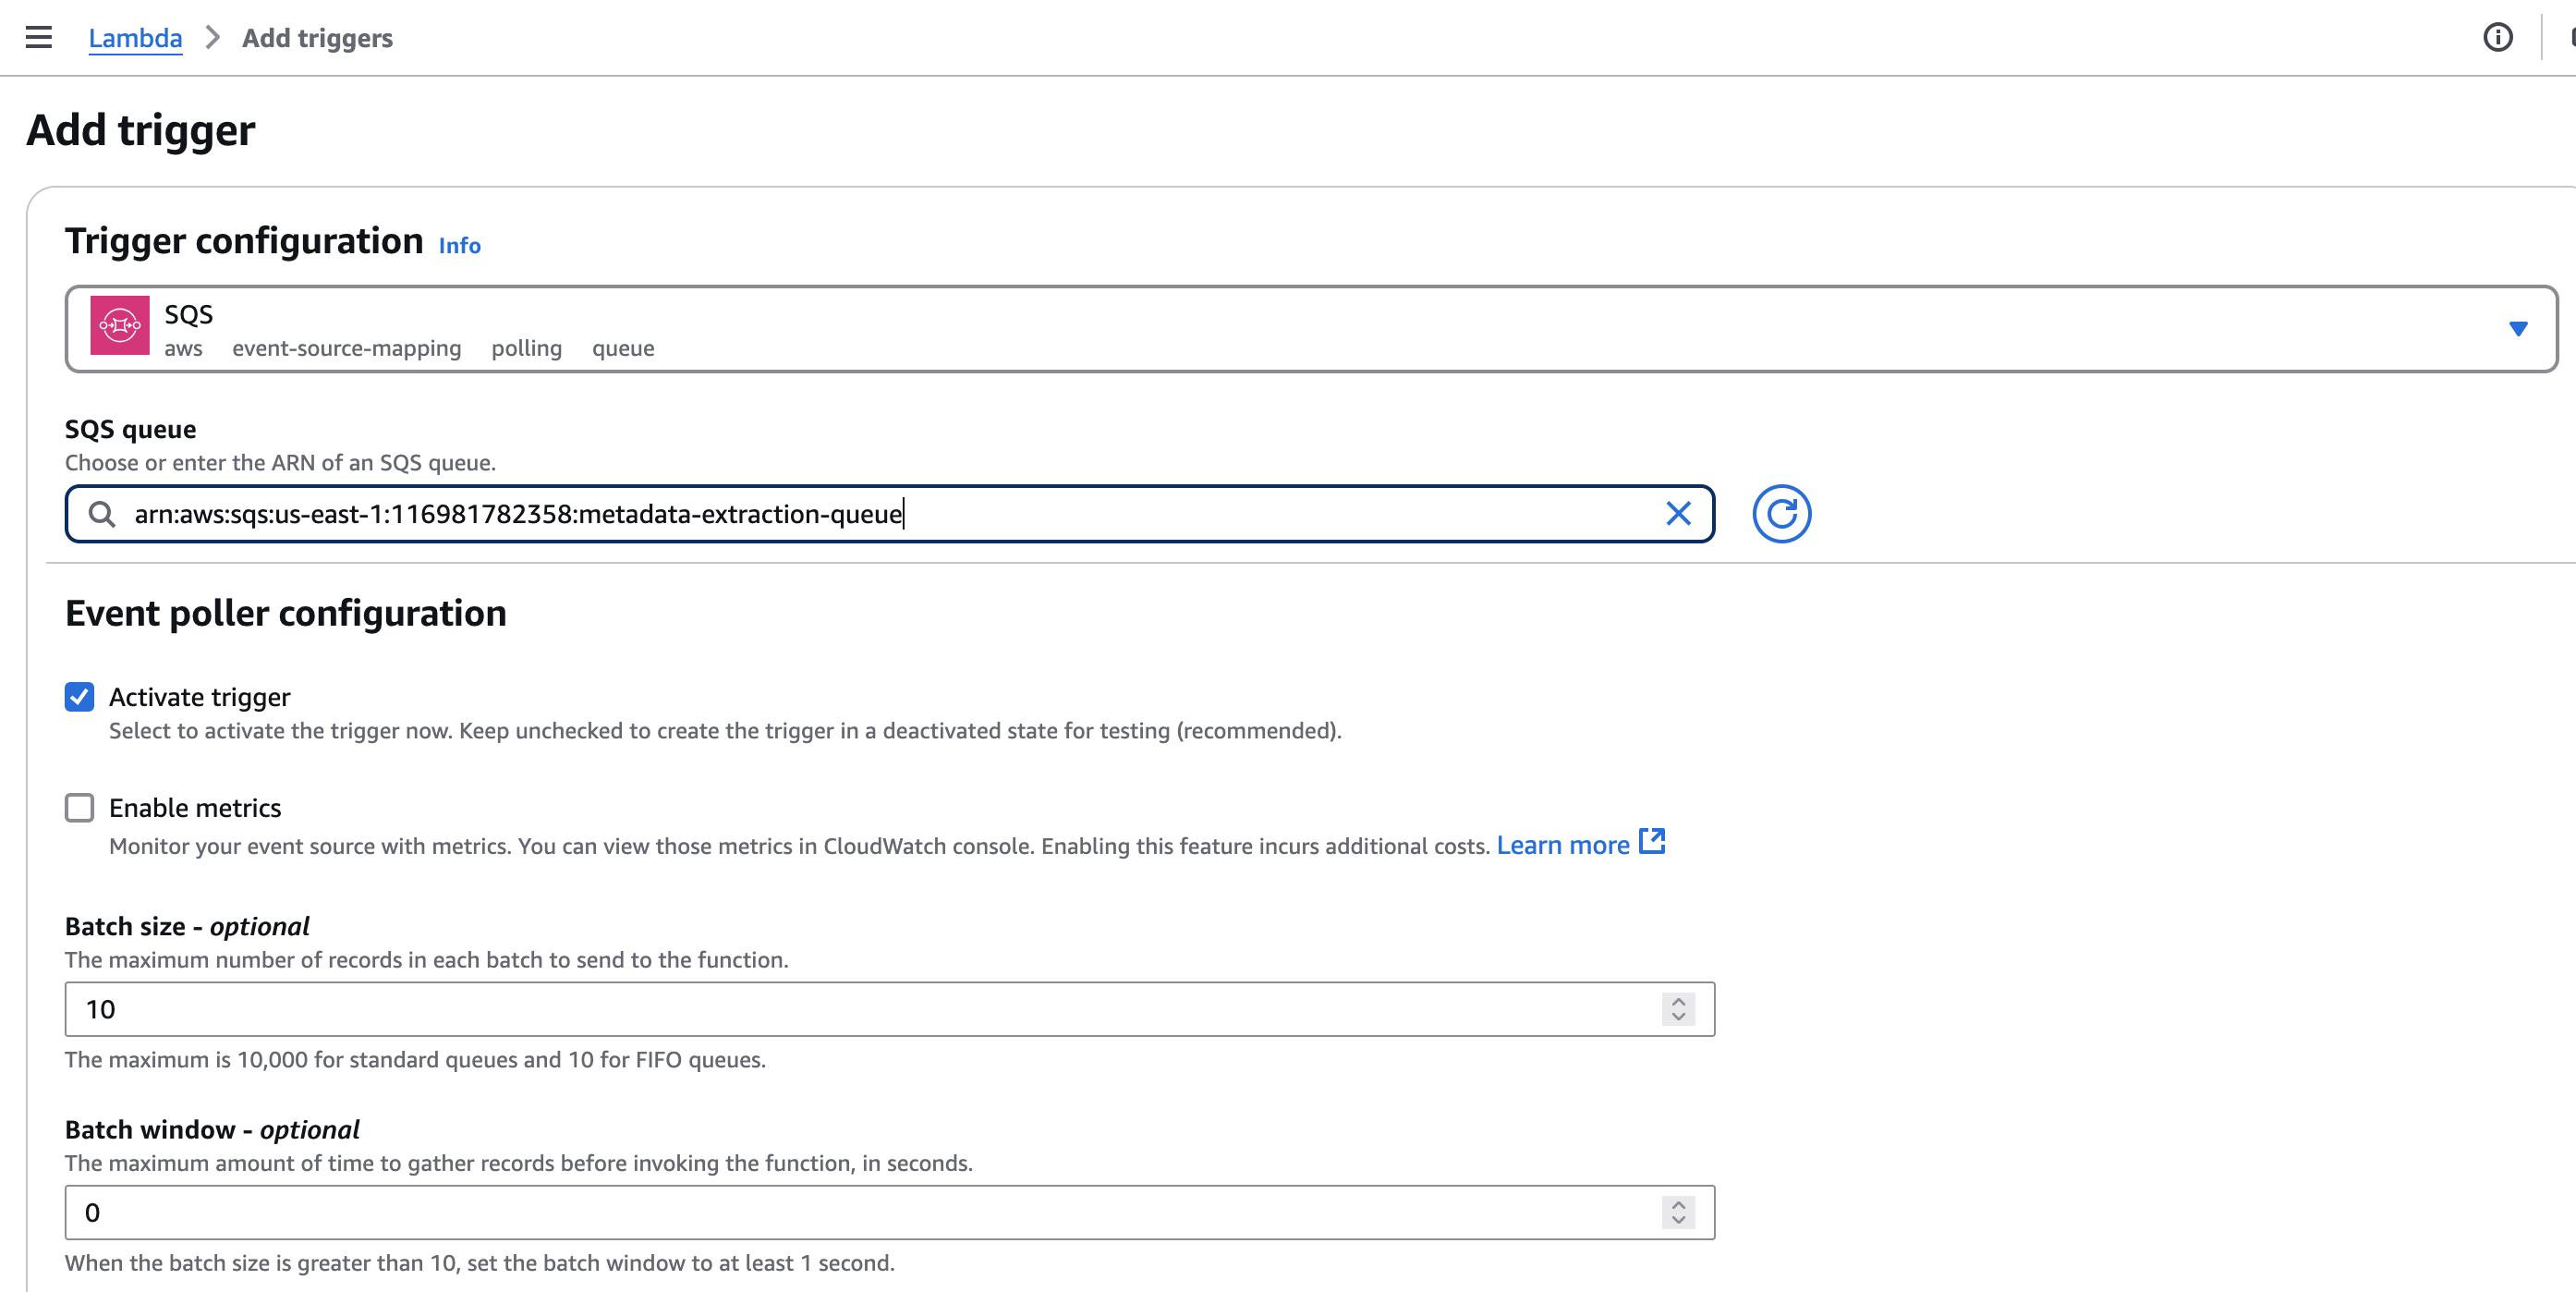 Lambda > Add triggers
Add trigger
Trigger configuration Info
SQS
aws event-source-mapping polling queue
SQS queue
Choose or enter the ARN of an SQS queue.
arn:aws:sqs:us-east-1:116981782358:metadata-extraction-queue
Event poller configuration
Activate trigger
Select to activate the trigger now. Keep unchecked to create the trigger in a deactivated state for testing (recommended).
Enable metrics
Monitor your event source with metrics. You can view those metrics in CloudWatch console. Enabling this feature incurs additional costs. Learn more
Batch size - optional
The maximum number of records in each batch to send to the function.
10
The maximum is 10,000 for standard queues and 10 for FIFO queues.
Batch window - optional
The maximum amount of time to gather records before invoking the function, in seconds.
0
When the batch size is greater than 10, set the batch window to at least 1 second.